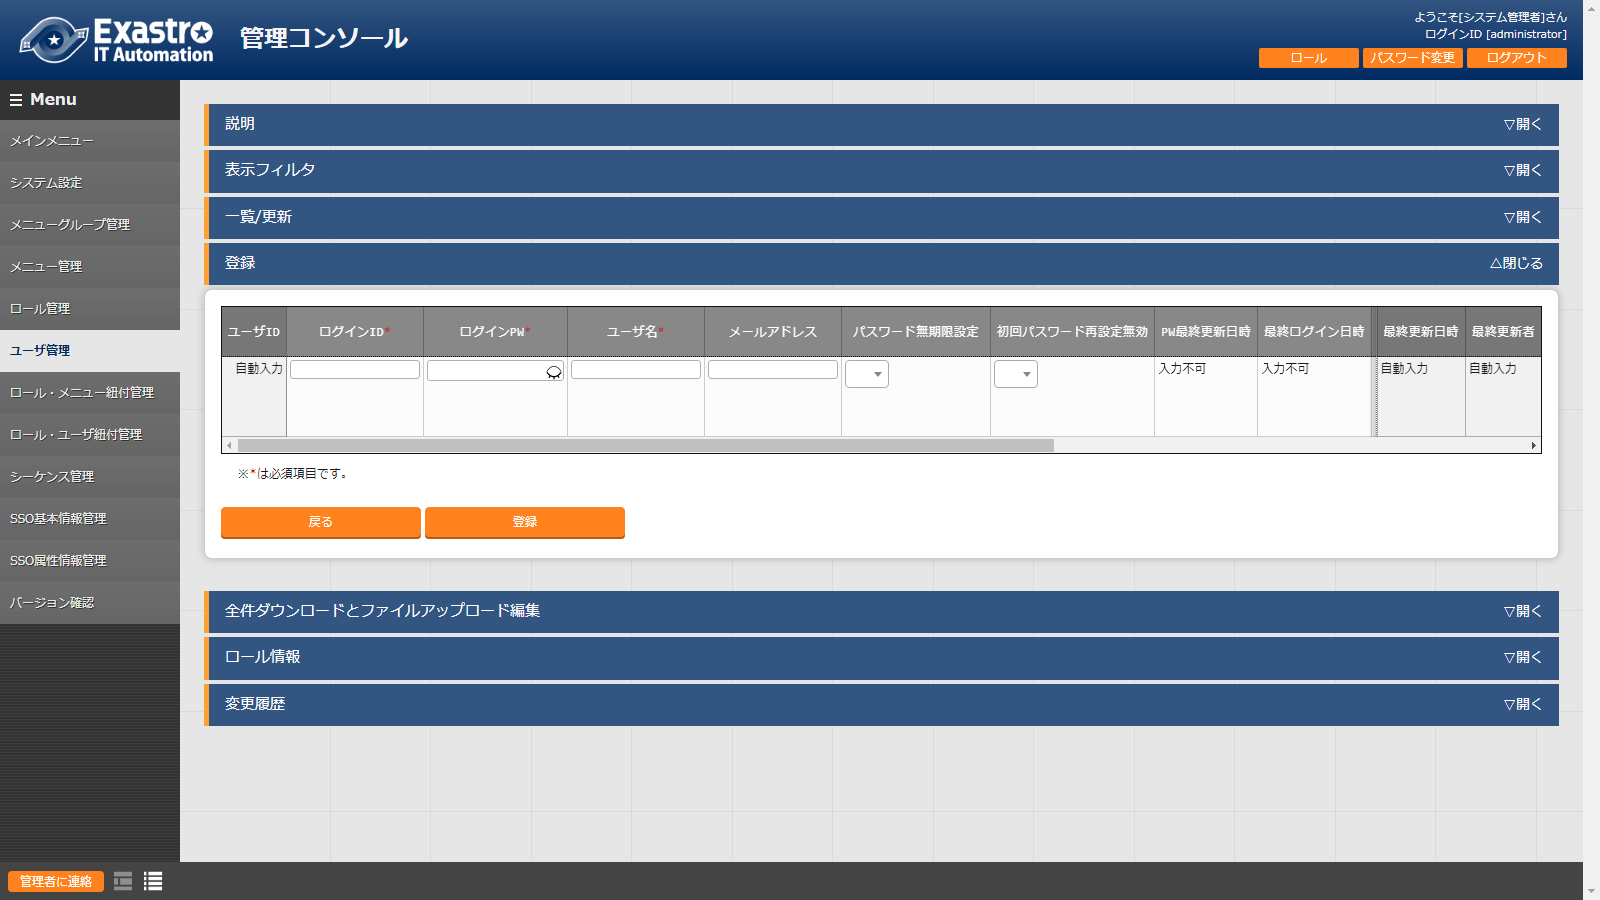 Exastro
IT Automation
管理コンソール
ようこそ[システム管理者]さん
ログインID [administrator]
ロール
パスワード変更
ログアウト
Menu
メインメニュー
システム設定
メニューグループ管理
メニュー管理
ロール管理
ユーザ管理
ロール・メニュー紐付管理
ロール・ユーザ紐付管理
シーケンス管理
SSO基本情報管理
SSO属性情報管理
バージョン確認
説明 ▽開く
表示フィルタ ▽開く
一覧/更新 ▽開く
登録 △閉じる
ユーザID ログインID* ログインPW* ユーザ名* メールアドレス パスワード無期限設定 初回パスワード再設定無効 PW最終更新日時 最終ログイン日時 最終更新日時 最終更新者
自動入力 入力不可 入力不可 自動入力 自動入力
※*は必須項目です。
戻る 登録
全件ダウンロードとファイルアップロード編集 ▽開く
ロール情報 ▽開く
変更履歴 ▽開く
管理者に連絡